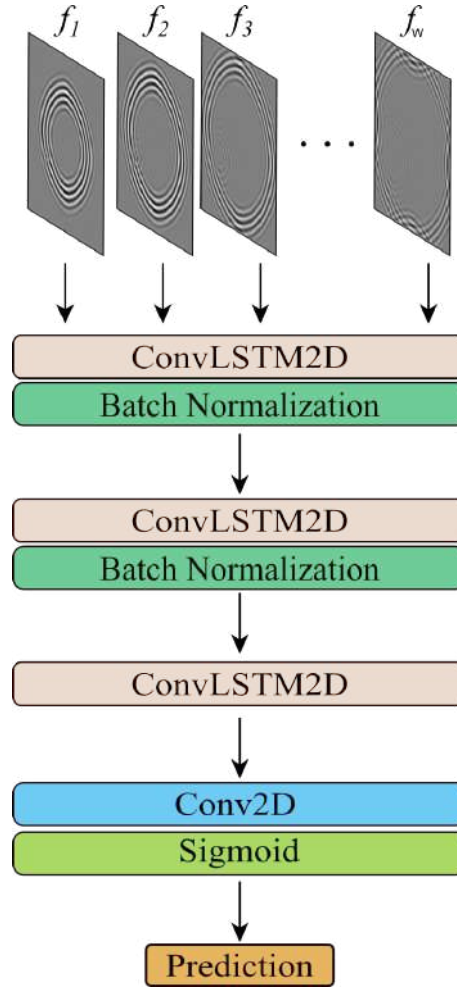 f1 f2 f3 . . . fw
ConvLSTM2D
Batch Normalization
ConvLSTM2D
Batch Normalization
ConvLSTM2D
Conv2D
Sigmoid
Prediction